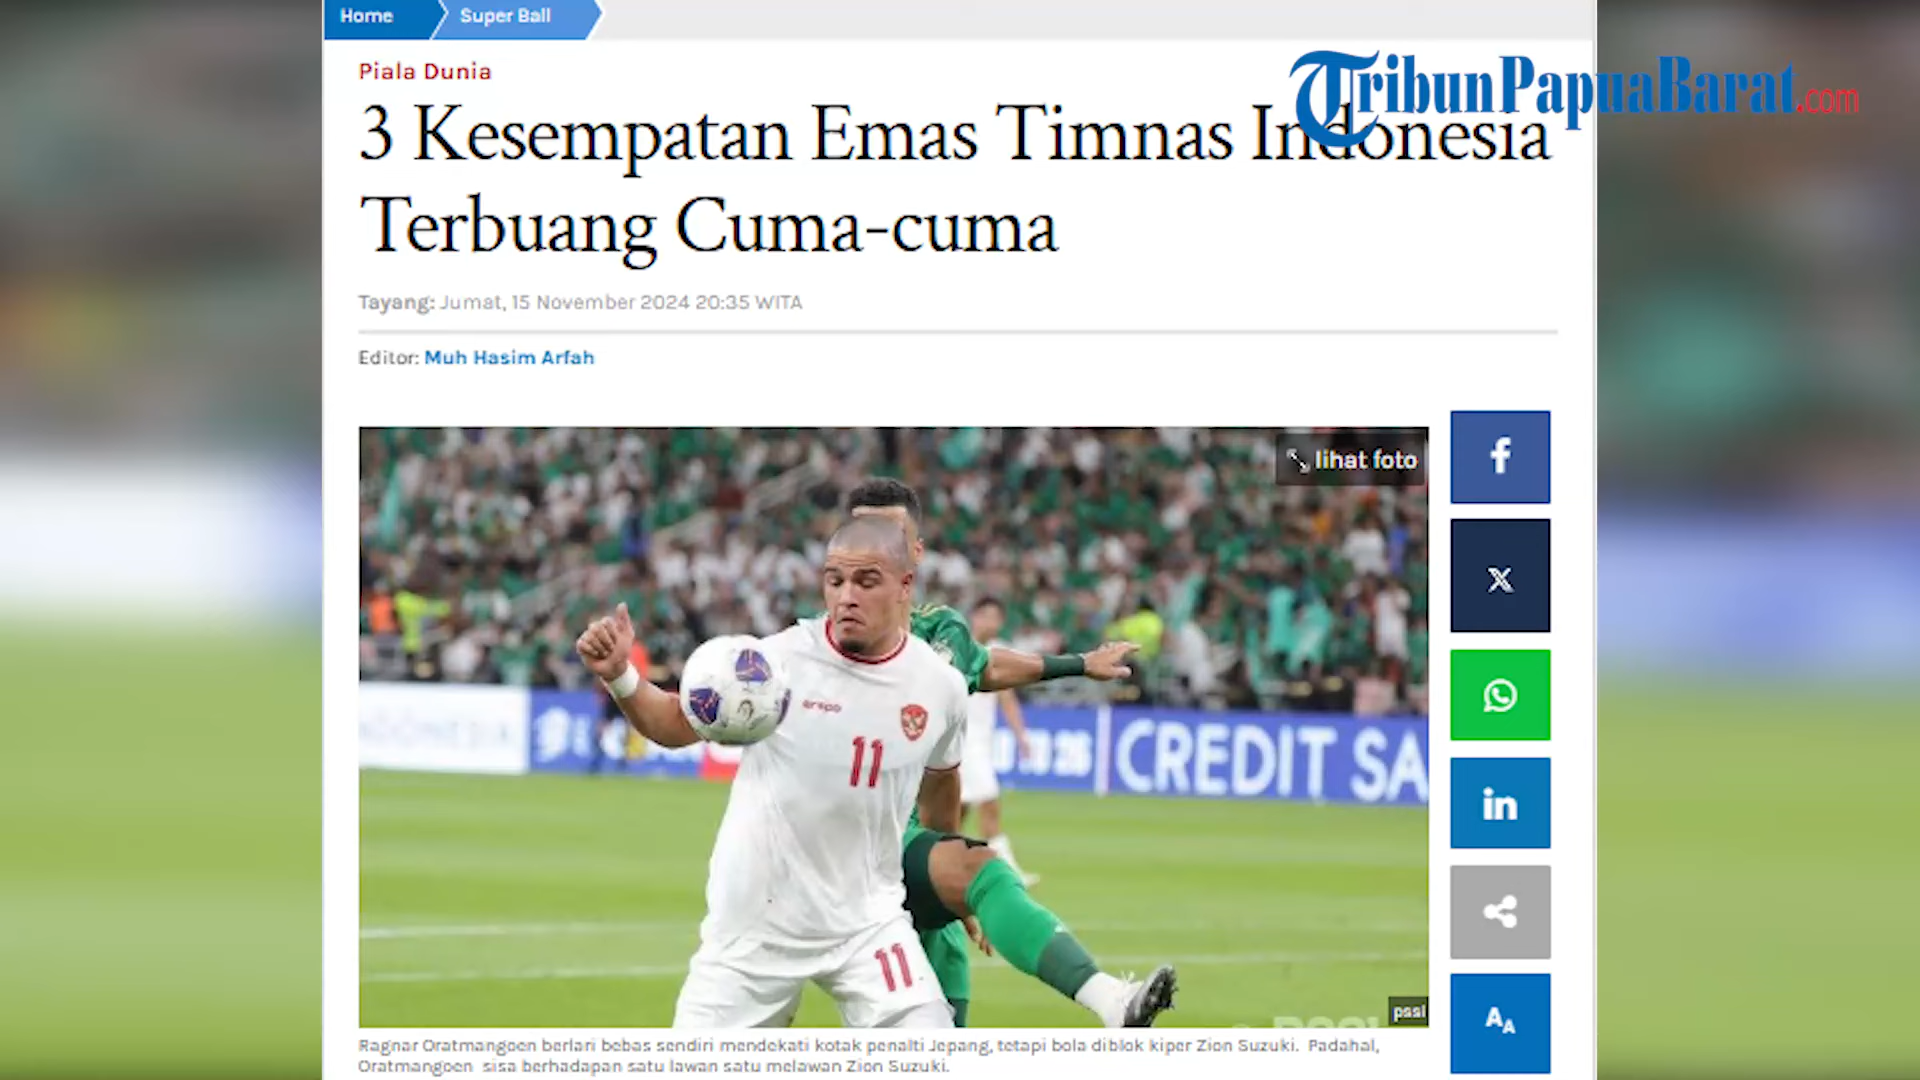 Home
Super Ball
TribunPapuaBarat.com
Piala Dunia
3 Kesempatan Emas Timnas Indonesia
Terbuang Cuma-cuma
Tayang: Jumat, 15 November 2024 20:35 WITA
Editor: Muh Hasim Arfah
lihat foto
f
X
in
AA
erspo
11
11
CREDIT SA
pssi
Ragnar Oratmangoen berlari bebas sendiri mendekati kotak penalti Jepang, tetapi bola diblok kiper Zion Suzuki. Padahal,
Oratmangoen sisa berhadapan satu lawan satu melawan Zion Suzuki.